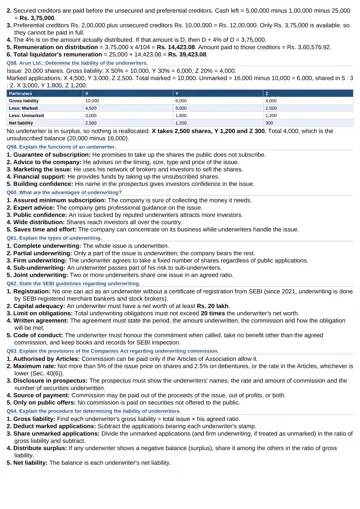 2. Secured creditors are paid before the unsecured and preferential creditors. Cash left = 5,00,000 minus 1,00,000 minus 25,000
= Rs. 3,75,000.
3. Preferential creditors Rs. 2,00,000 plus unsecured creditors Rs. 10,00,000 = Rs. 12,00,000. Only Rs. 3,75,000 is available, so
they cannot be paid in full.
4. The 4% is on the amount actually distributed. If that amount is D, then D + 4% of D = 3,75,000.
5. Remuneration on distribution = 3,75,000 x 4/104 = Rs. 14,423.08. Amount paid to those creditors = Rs. 3,60,576.92.
6. Total liquidator's remuneration = 25,000 + 14,423.08 = Rs. 39,423.08.
Q58. Arun Ltd.: Determine the liability of the underwriters.
Issue: 20,000 shares. Gross liability: X 50% = 10,000, Y 30% = 6,000, Z 20% = 4,000.
Marked applications: X 4,500, Y 3,000, Z 2,500. Total marked = 10,000. Unmarked = 16,000 minus 10,000 = 6,000, shared in 5 : 3
: 2: X 3,000, Y 1,800, Z 1,200.
Particulars X Y Z
Gross liability 10,000 6,000 4,000
Less: Marked 4,500 3,000 2,500
Less: Unmarked 3,000 1,800 1,200
Net liability 2,500 1,200 300
No underwriter is in surplus, so nothing is reallocated. X takes 2,500 shares, Y 1,200 and Z 300. Total 4,000, which is the
unsubscribed balance (20,000 minus 16,000).
Q59. Explain the functions of an underwriter.
1. Guarantee of subscription: He promises to take up the shares the public does not subscribe.
2. Advice to the company: He advises on the timing, size, type and price of the issue.
3. Marketing the issue: He uses his network of brokers and investors to sell the shares.
4. Financial support: He provides funds by taking up the unsubscribed shares.
5. Building confidence: His name in the prospectus gives investors confidence in the issue.
Q60. What are the advantages of underwriting?
1. Assured minimum subscription: The company is sure of collecting the money it needs.
2. Expert advice: The company gets professional guidance on the issue.
3. Public confidence: An issue backed by reputed underwriters attracts more investors.
4. Wide distribution: Shares reach investors all over the country.
5. Saves time and effort: The company can concentrate on its business while underwriters handle the issue.
Q61. Explain the types of underwriting.
1. Complete underwriting: The whole issue is underwritten.
2. Partial underwriting: Only a part of the issue is underwritten; the company bears the rest.
3. Firm underwriting: The underwriter agrees to take a fixed number of shares regardless of public applications.
4. Sub-underwriting: An underwriter passes part of his risk to sub-underwriters.
5. Joint underwriting: Two or more underwriters share one issue in an agreed ratio.
Q62. State the SEBI guidelines regarding underwriting.
1. Registration: No one can act as an underwriter without a certificate of registration from SEBI (since 2021, underwriting is done
by SEBI-registered merchant bankers and stock brokers).
2. Capital adequacy: An underwriter must have a net worth of at least Rs. 20 lakh.
3. Limit on obligations: Total underwriting obligations must not exceed 20 times the underwriter's net worth.
4. Written agreement: The agreement must state the period, the amount underwritten, the commission and how the obligation
will be met.
5. Code of conduct: The underwriter must honour the commitment when called, take no benefit other than the agreed
commission, and keep books and records for SEBI inspection.
Q63. Explain the provisions of the Companies Act regarding underwriting commission.
1. Authorised by Articles: Commission can be paid only if the Articles of Association allow it.
2. Maximum rate: Not more than 5% of the issue price on shares and 2.5% on debentures, or the rate in the Articles, whichever is
lower (Sec. 40(6)).
3. Disclosure in prospectus: The prospectus must show the underwriters' names, the rate and amount of commission and the
number of securities underwritten.
4. Source of payment: Commission may be paid out of the proceeds of the issue, out of profits, or both.
5. Only on public offers: No commission is paid on securities not offered to the public.
Q64. Explain the procedure for determining the liability of underwriters.
1. Gross liability: Find each underwriter's gross liability = total issue × his agreed ratio.
2. Deduct marked applications: Subtract the applications bearing each underwriter's stamp.
3. Share unmarked applications: Divide the unmarked applications (and firm underwriting, if treated as unmarked) in the ratio of
gross liability and subtract.
4. Distribute surplus: If any underwriter shows a negative balance (surplus), share it among the others in the ratio of gross
liability.
5. Net liability: The balance is each underwriter's net liability.